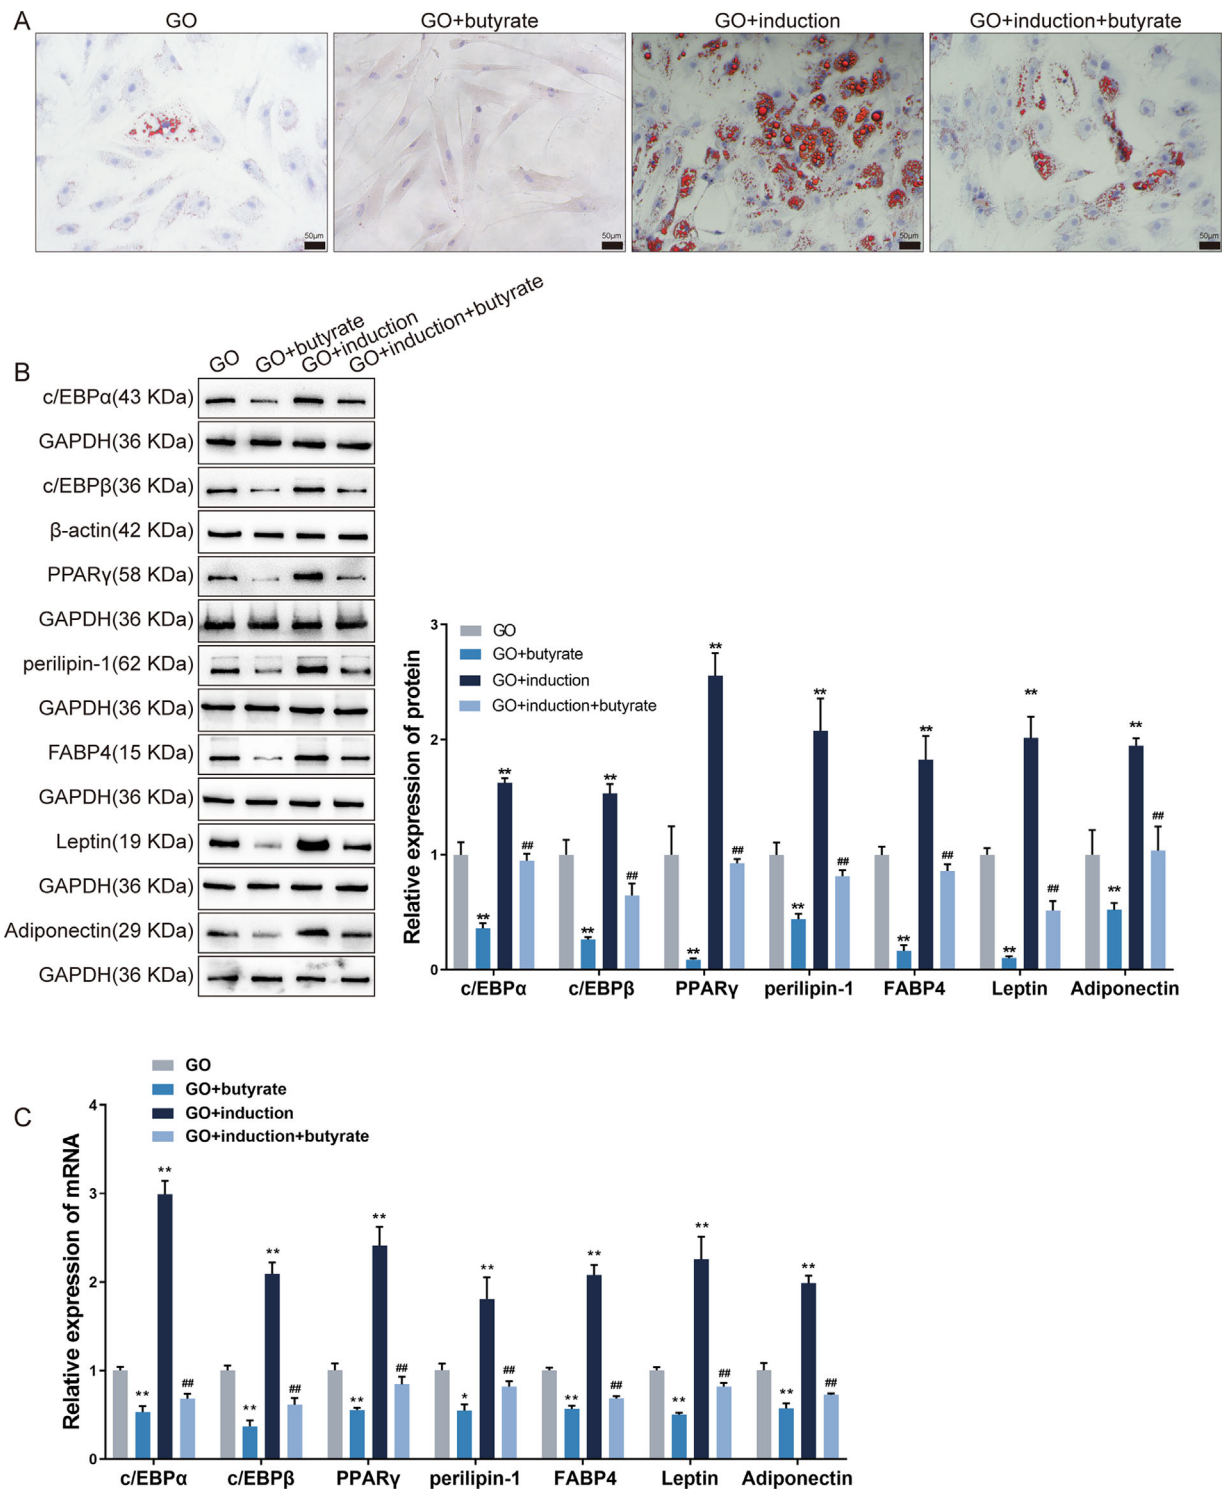 A
GO
GO+butyrate
GO+induction
GO+induction+butyrate
50μm
50μm
50μm
50μm
B
GO
GO+butyrate
GO+induction
GO+induction+butyrate
c/EBPα(43 KDa)
GAPDH(36 KDa)
c/EBPβ(36 KDa)
β-actin(42 KDa)
PPARγ(58 KDa)
GAPDH(36 KDa)
perilipin-1(62 KDa)
GAPDH(36 KDa)
FABP4(15 KDa)
GAPDH(36 KDa)
Leptin(19 KDa)
GAPDH(36 KDa)
Adiponectin(29 KDa)
GAPDH(36 KDa)
Relative expression of protein
3
2
1
0
GO
GO+butyrate
GO+induction
GO+induction+butyrate
** ** ## ** ** ## ** ** ## ** ** ## ** ** ## ** ** ## ** ** ##
c/EBPα c/EBPβ PPARγ perilipin-1 FABP4 Leptin Adiponectin
C
GO
GO+butyrate
GO+induction
GO+induction+butyrate
Relative expression of mRNA
4
3
2
1
0
** ** ## ** ** ## ** ** ## * ** ## ** ** ## ** ** ## ** ** ##
c/EBPα c/EBPβ PPARγ perilipin-1 FABP4 Leptin Adiponectin